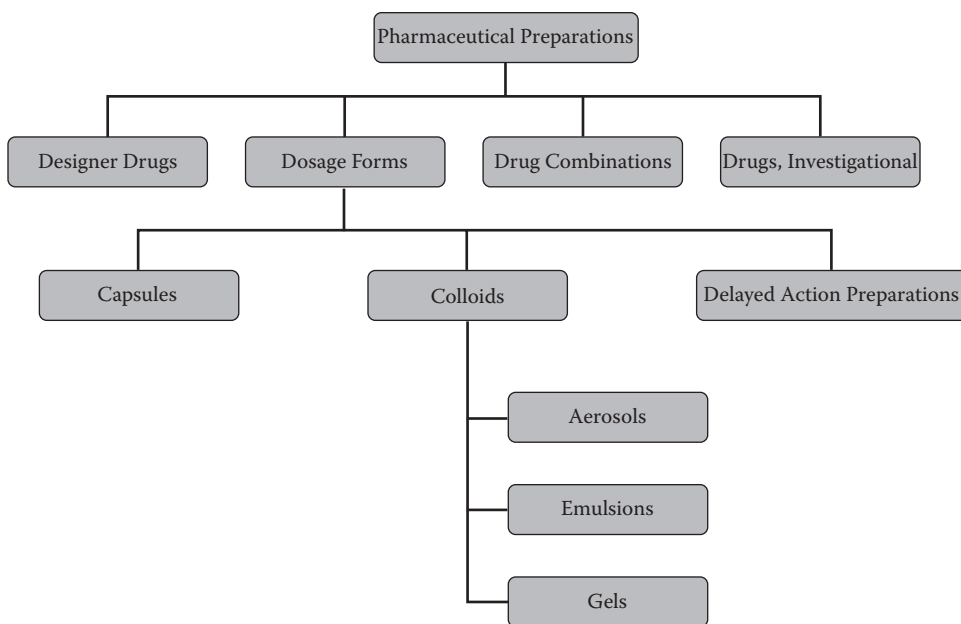 Pharmaceutical Preparations
Designer Drugs
Dosage Forms
Drug Combinations
Drugs, Investigational
Capsules
Colloids
Delayed Action Preparations
Aerosols
Emulsions
Gels